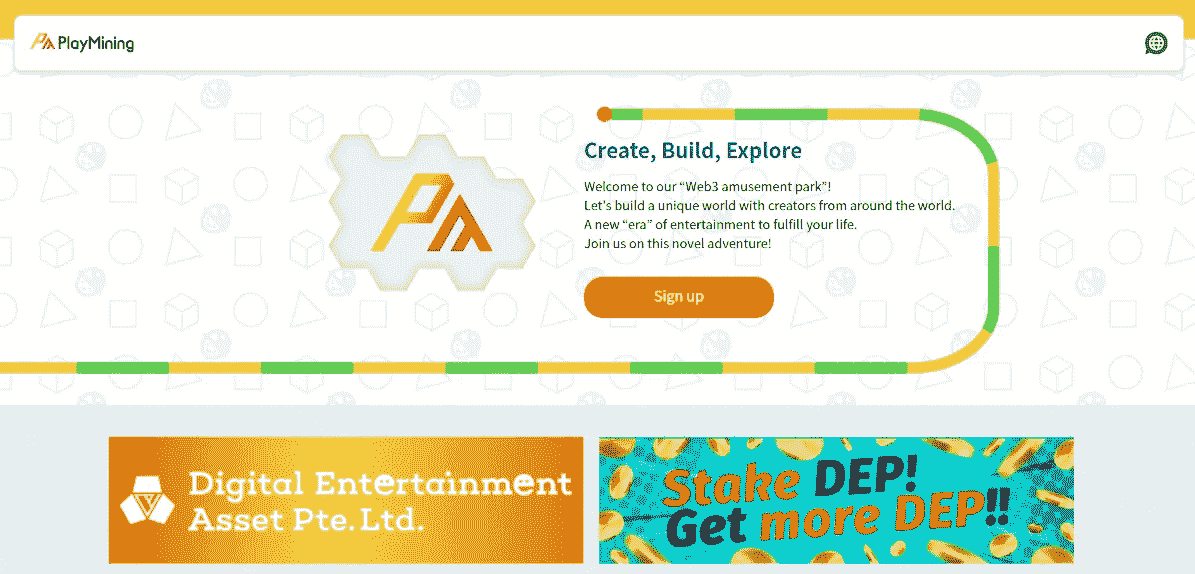 PlayMining
Create, Build, Explore
Welcome to our “Web3 amusement park”!
Let's build a unique world with creators from around the world.
A new “era” of entertainment to fulfill your life.
Join us on this novel adventure!
Sign up
Digital Entertainment
Asset Pte.Ltd.
Stake DEP!
Get more DEP!!